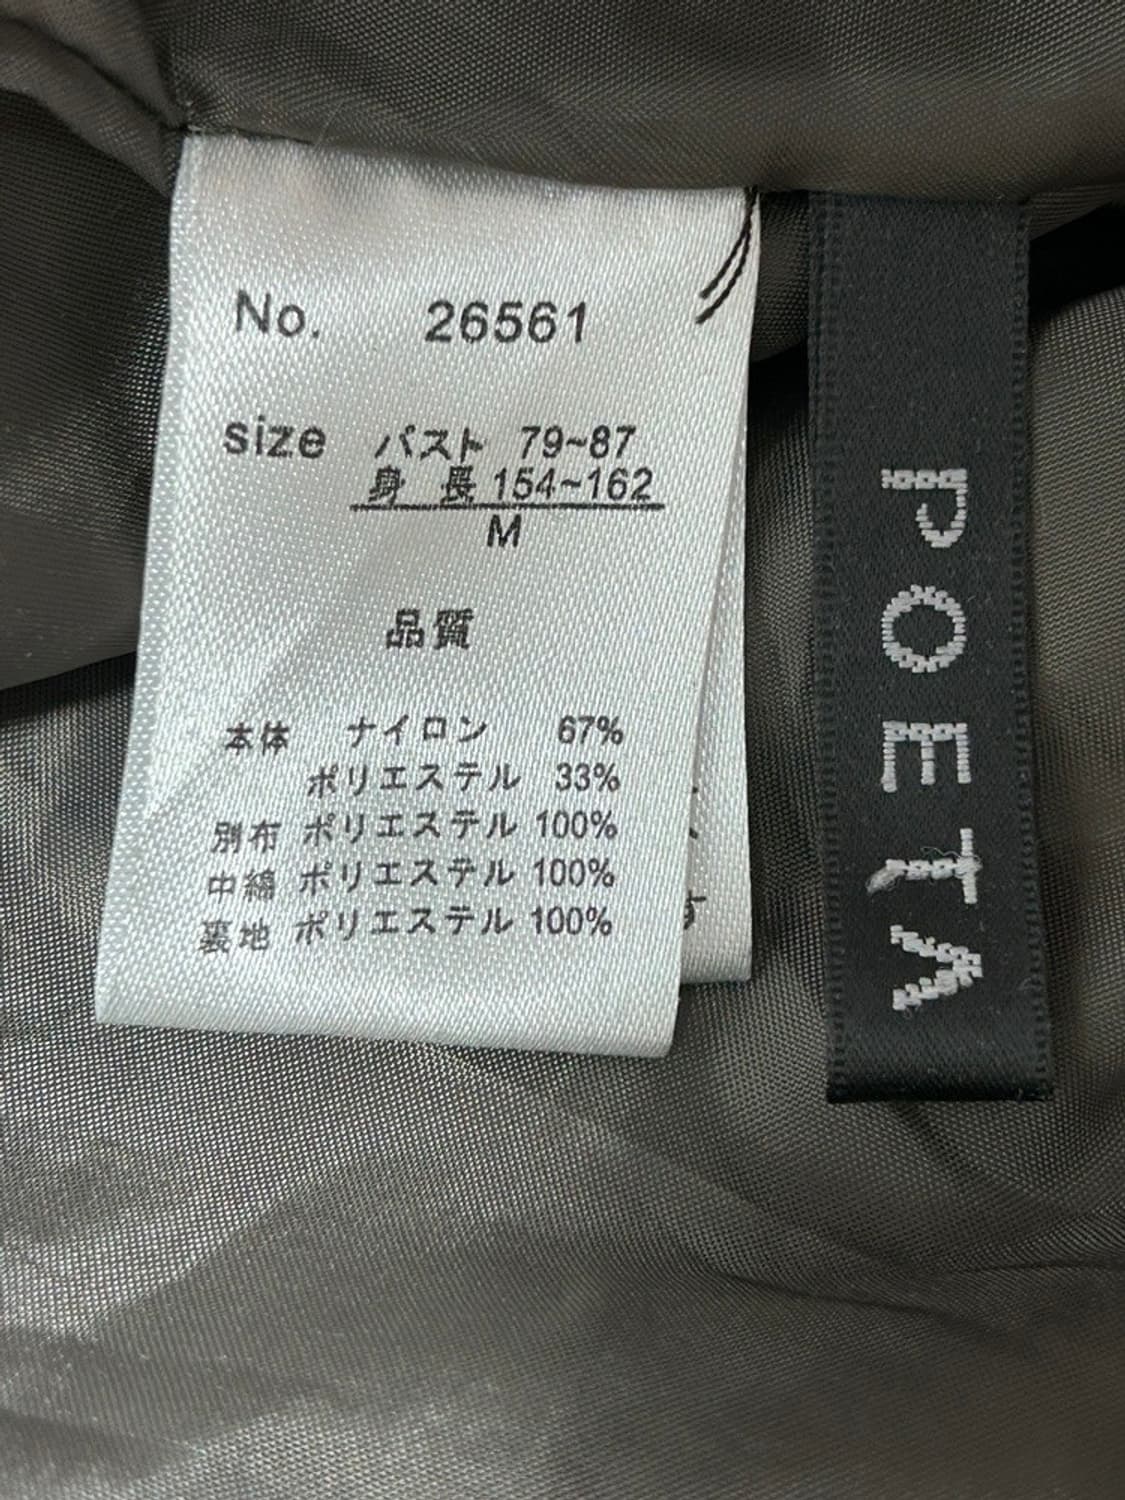 No. 26561
size バスト 79~87
身 長 154~162
M
品質
本体 ナイロン 67%
ポリエステル 33%
別布 ポリエステル 100%
中綿 ポリエステル 100%
裏地 ポリエステル 100%
す
POETA